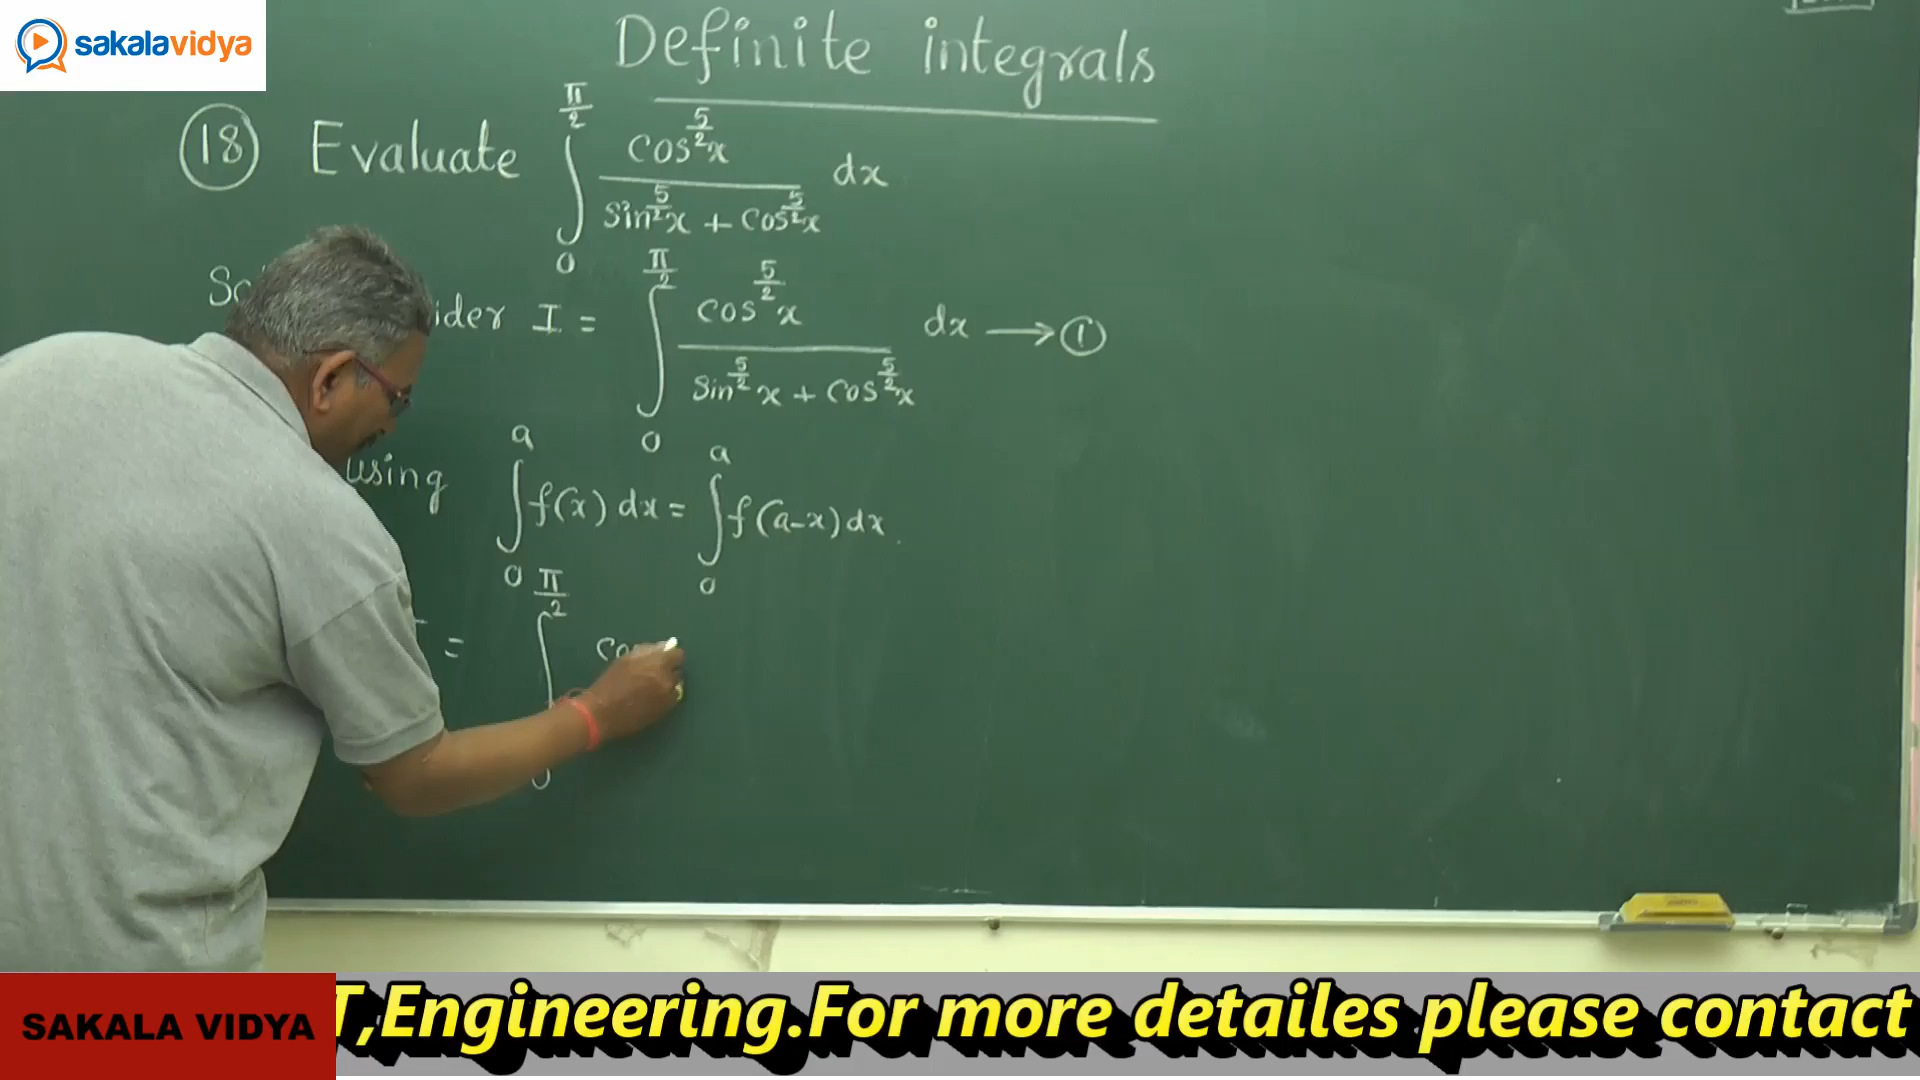 sakalavidya
Definite integrals
18 Evaluate ∫₀^(π/2) cos^(5/2)x / (sin^(5/2)x + cos^(5/2)x) dx
I = ∫₀^(π/2) cos^(5/2)x / (sin^(5/2)x + cos^(5/2)x) dx → ①
using ∫₀^a f(x) dx = ∫₀^a f(a-x) dx.
= ∫^(π/2)
SAKALA VIDYA
T,Engineering.For more detailes please contact